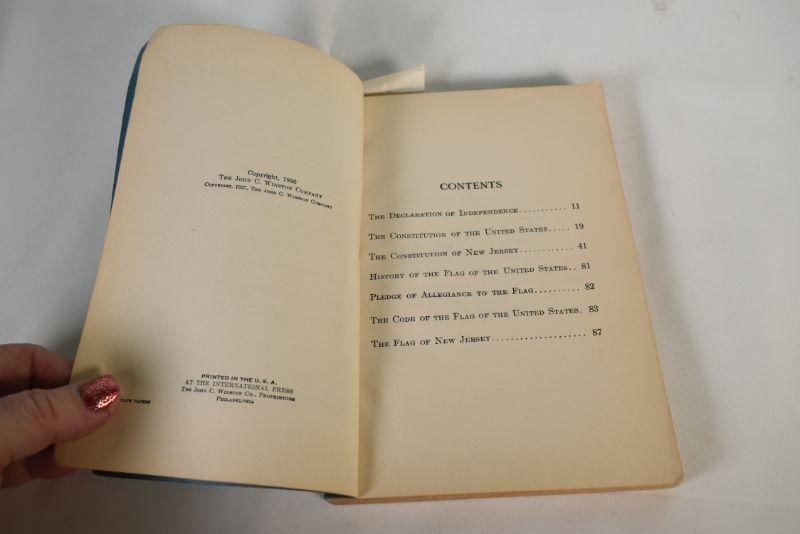 Copyright, 1930
The John C. Winston Company
Copyright, 1927, The John C. Winston Company
PRINTED IN THE U. S. A.
AT THE INTERNATIONAL PRESS
The John C. Winston Co., Proprietors
Philadelphia
PAPERS
CONTENTS
The Declaration of Independence........... 11
The Constitution of the United States..... 19
The Constitution of New Jersey............ 41
History of the Flag of the United States.. 81
Pledge of Allegiance to the Flag.......... 82
The Code of the Flag of the United States. 83
The Flag of New Jersey.................... 87